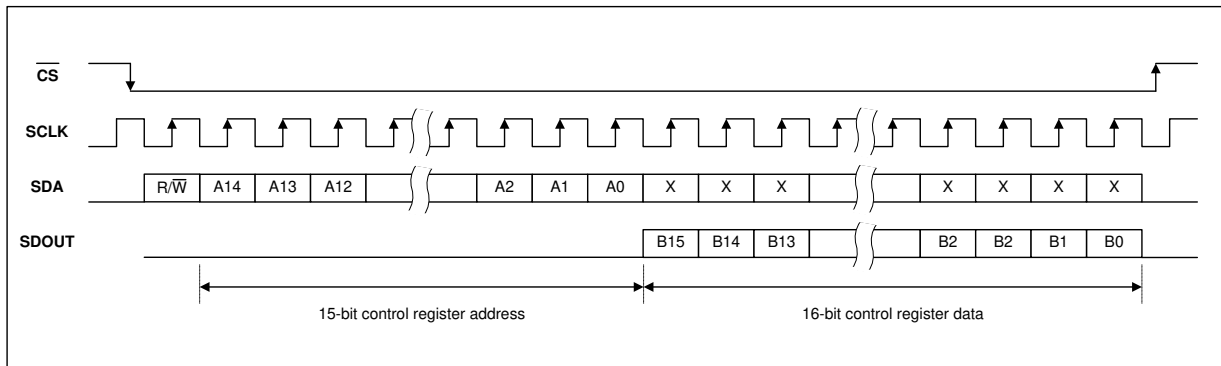 C̅S̅
SCLK
SDA R/W̅ A14 A13 A12 A2 A1 A0 X X X X X X X
SDOUT B15 B14 B13 B2 B2 B1 B0
15-bit control register address 16-bit control register data